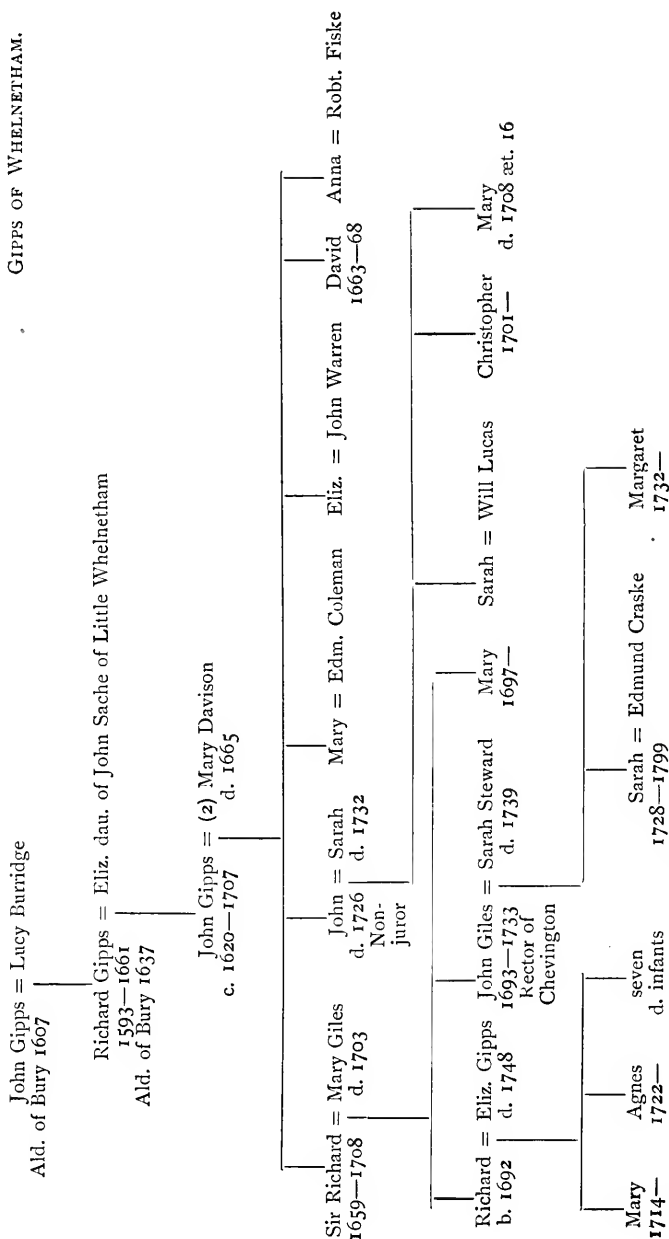 GIPPS OF WHELNETHAM.
John Gipps = Lucy Burridge
Ald. of Bury 1607
Richard Gipps = Eliz. dau. of John Sache of Little Whelnetham
1593—1661
Ald. of Bury 1637
John Gipps = (2) Mary Davison
c. 1620—1707
d. 1665
Sir Richard = Mary Giles
1659—1708
d. 1703
John = Sarah
d. 1726
d. 1732
Non-
juror
Mary = Edm. Coleman
Eliz. = John Warren
David
1663—68
Anna = Robt. Fiske
Richard = Eliz. Gipps
b. 1692
d. 1748
John Giles = Sarah Steward
1693—1733
d. 1739
Rector of
Chevington
Mary
1697—
Sarah = Will Lucas
Christopher
1701—
Mary
d. 1708 æt. 16
Mary
1714—
Agnes
1722—
seven
d. infants
Sarah = Edmund Craske
1728—1799
Margaret
1732—